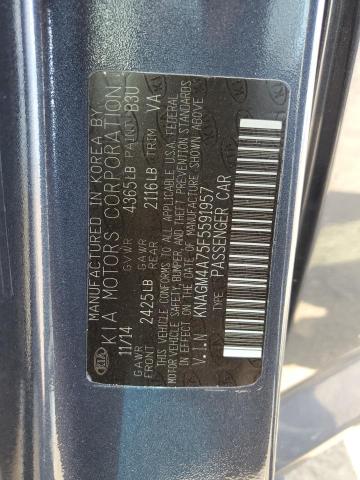 MANUFACTURED IN KOREA BY:
KIA MOTORS CORPORATION
11/14 GVWR 4365LB PAINT B3U
GAWR FRONT 2425LB GAWR REAR 2116LB TRIM VA
THIS VEHICLE CONFORMS TO ALL APPLICABLE U.S.A. FEDERAL
MOTOR VEHICLE SAFETY, BUMPER, AND THEFT PREVENTION STANDARDS
IN EFFECT ON THE DATE OF MANUFACTURE SHOWN ABOVE.
V.I.N: KNAGM4A75F5591957
TYPE: PASSENGER CAR
KIA